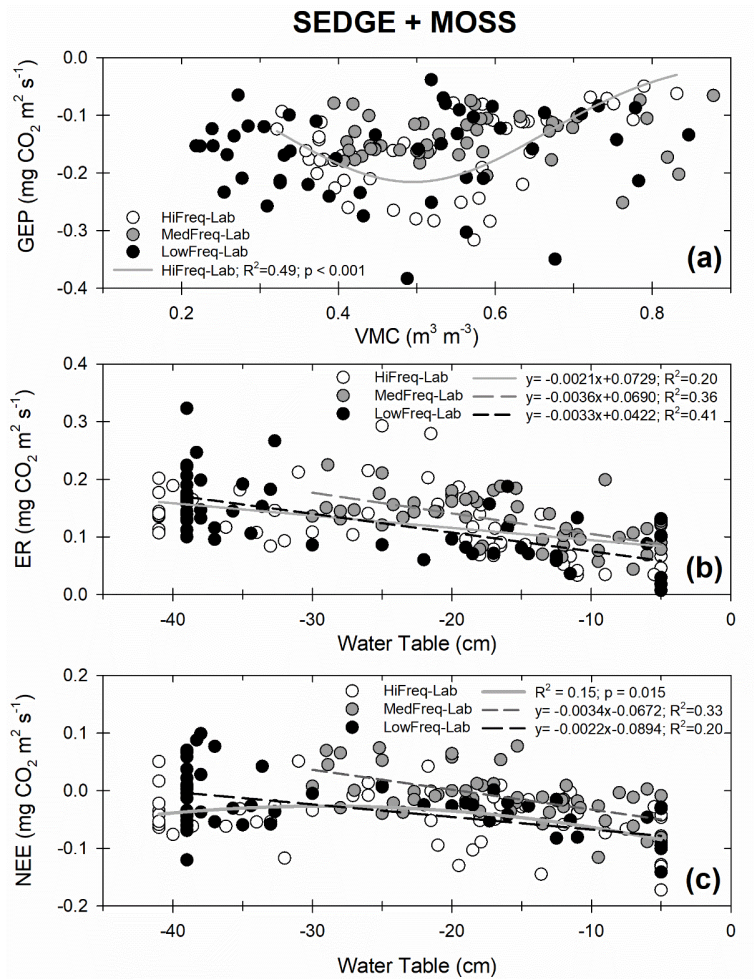 SEDGE + MOSS
0.0
-0.1
-0.2
-0.3
-0.4
GEP (mg CO₂ m² s⁻¹)
HiFreq-Lab
MedFreq-Lab
LowFreq-Lab
HiFreq-Lab; R²=0.49; p < 0.001
(a)
0.2 0.4 0.6 0.8
VMC (m³ m⁻³)
0.4
0.3
0.2
0.1
0.0
ER (mg CO₂ m² s⁻¹)
HiFreq-Lab y= -0.0021x+0.0729; R²=0.20
MedFreq-Lab y= -0.0036x+0.0690; R²=0.36
LowFreq-Lab y= -0.0033x+0.0422; R²=0.41
(b)
-40 -30 -20 -10 0
Water Table (cm)
0.2
0.1
0.0
-0.1
-0.2
NEE (mg CO₂ m² s⁻¹)
HiFreq-Lab R² = 0.15; p = 0.015
MedFreq-Lab y= -0.0034x-0.0672; R²=0.33
LowFreq-Lab y= -0.0022x-0.0894; R²=0.20
(c)
-40 -30 -20 -10 0
Water Table (cm)